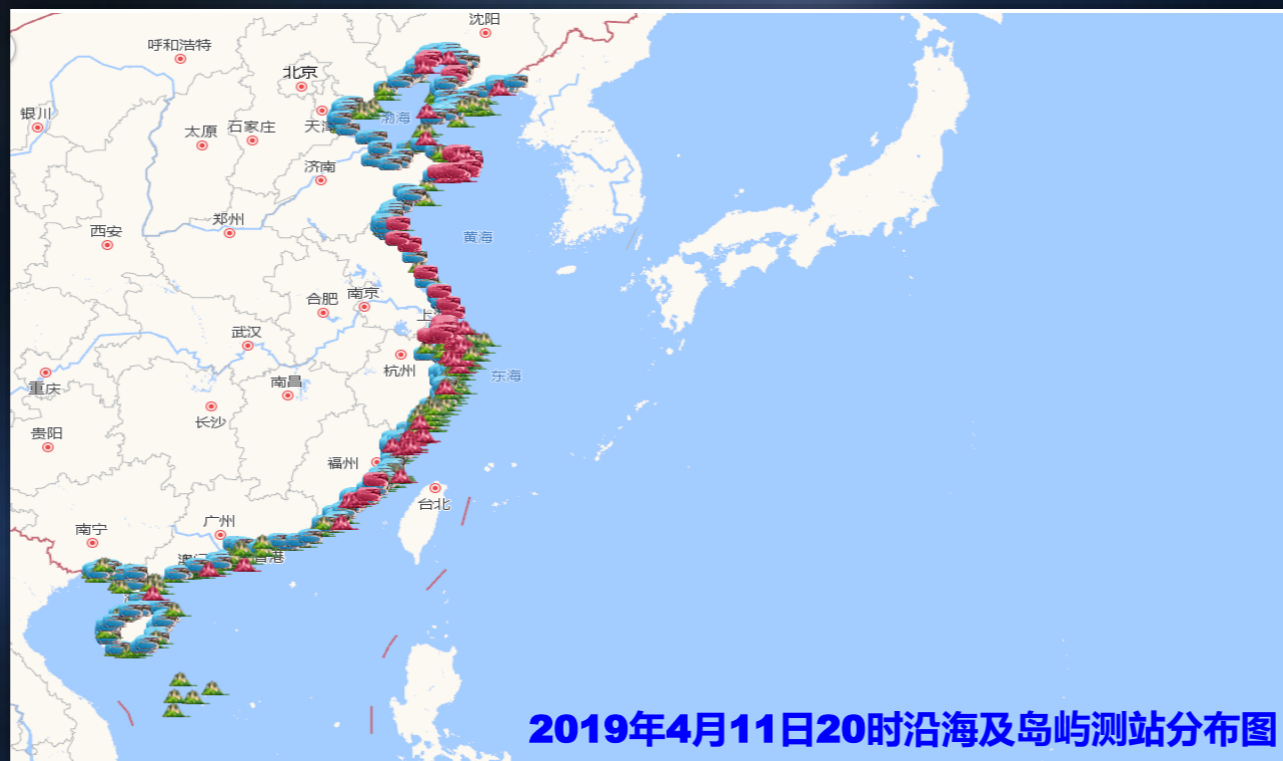 沈阳
呼和浩特
北京
银川
天
渤海
太原
石家庄
济南
郑州
西安
黄海
合肥
南京
上
武汉
杭州
东海
重庆
南昌
长沙
贵阳
福州
台北
广州
南宁
香港
2019年4月11日20时沿海及岛屿测站分布图